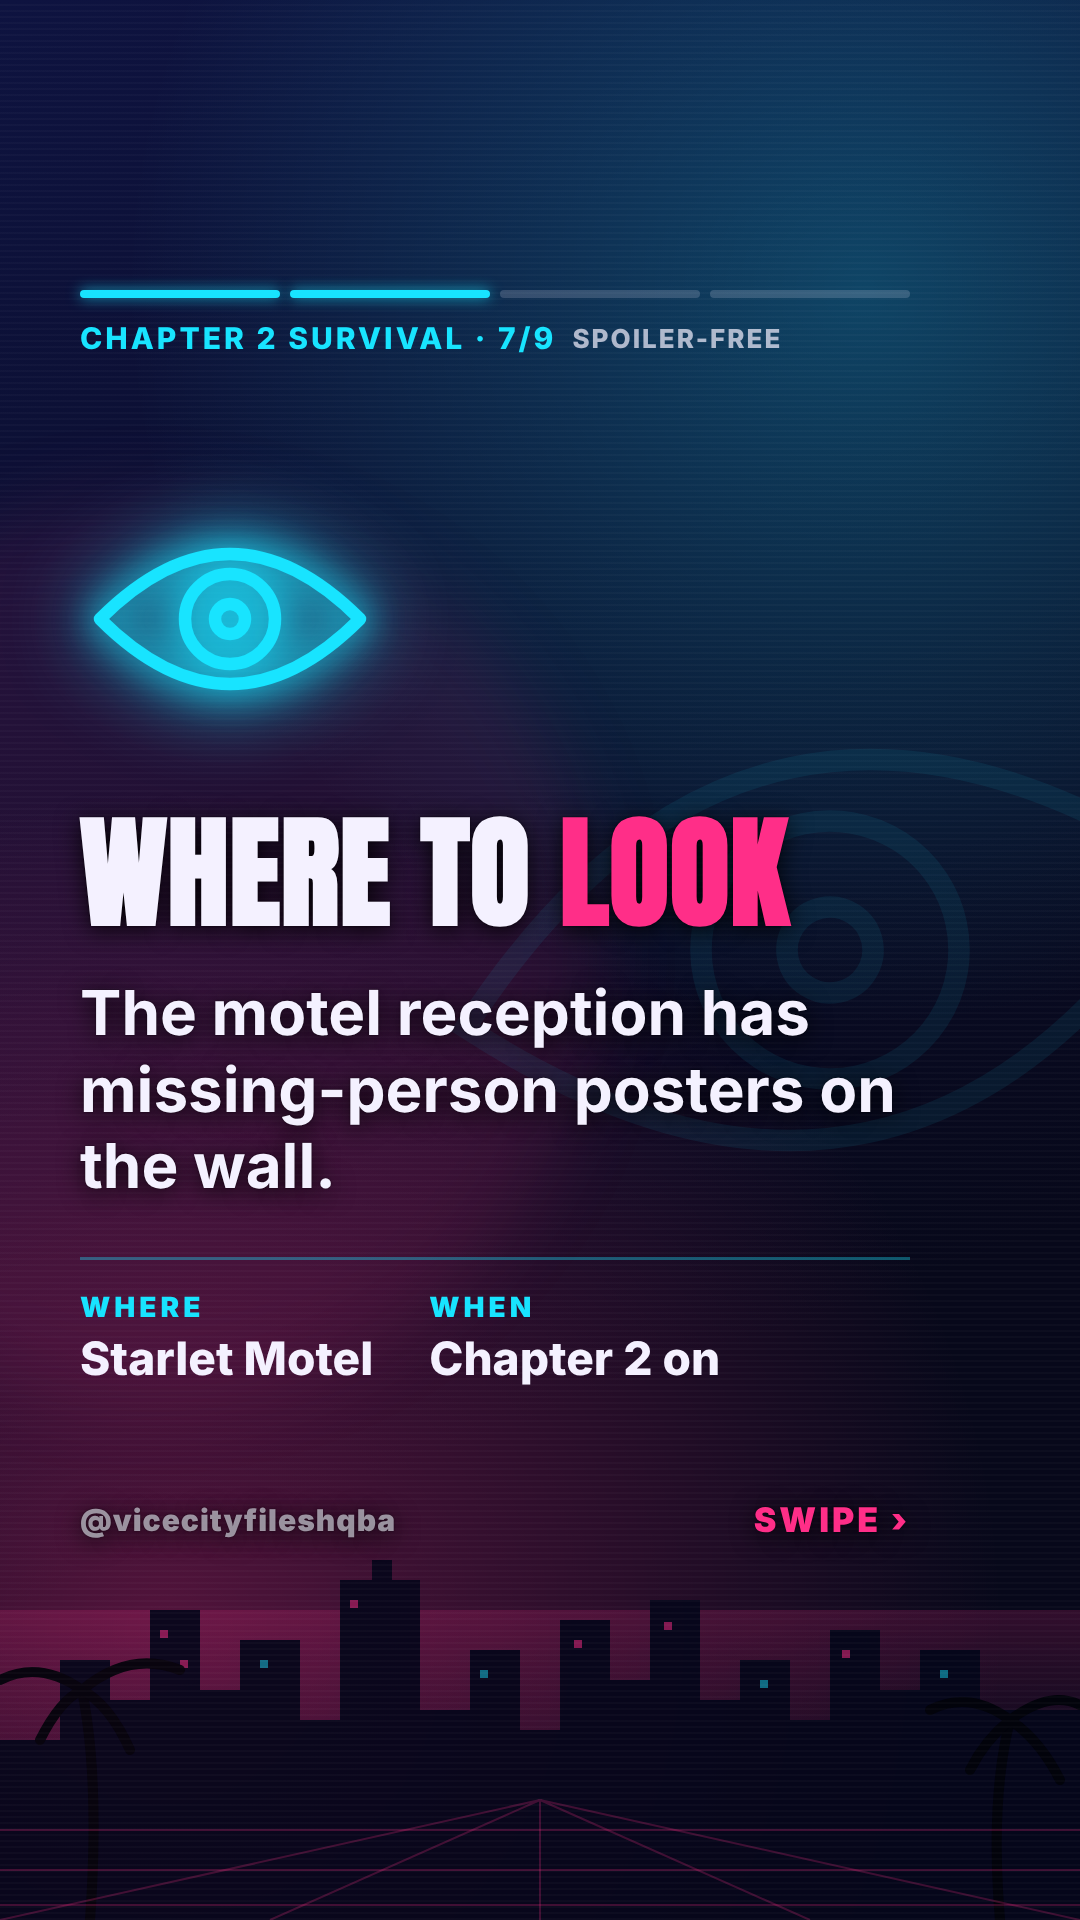 CHAPTER 2 SURVIVAL · 7/9 SPOILER-FREE
WHERE TO LOOK
The motel reception has
missing-person posters on
the wall.
WHERE WHEN
Starlet Motel Chapter 2 on
@vicecityfileshqba SWIPE ›